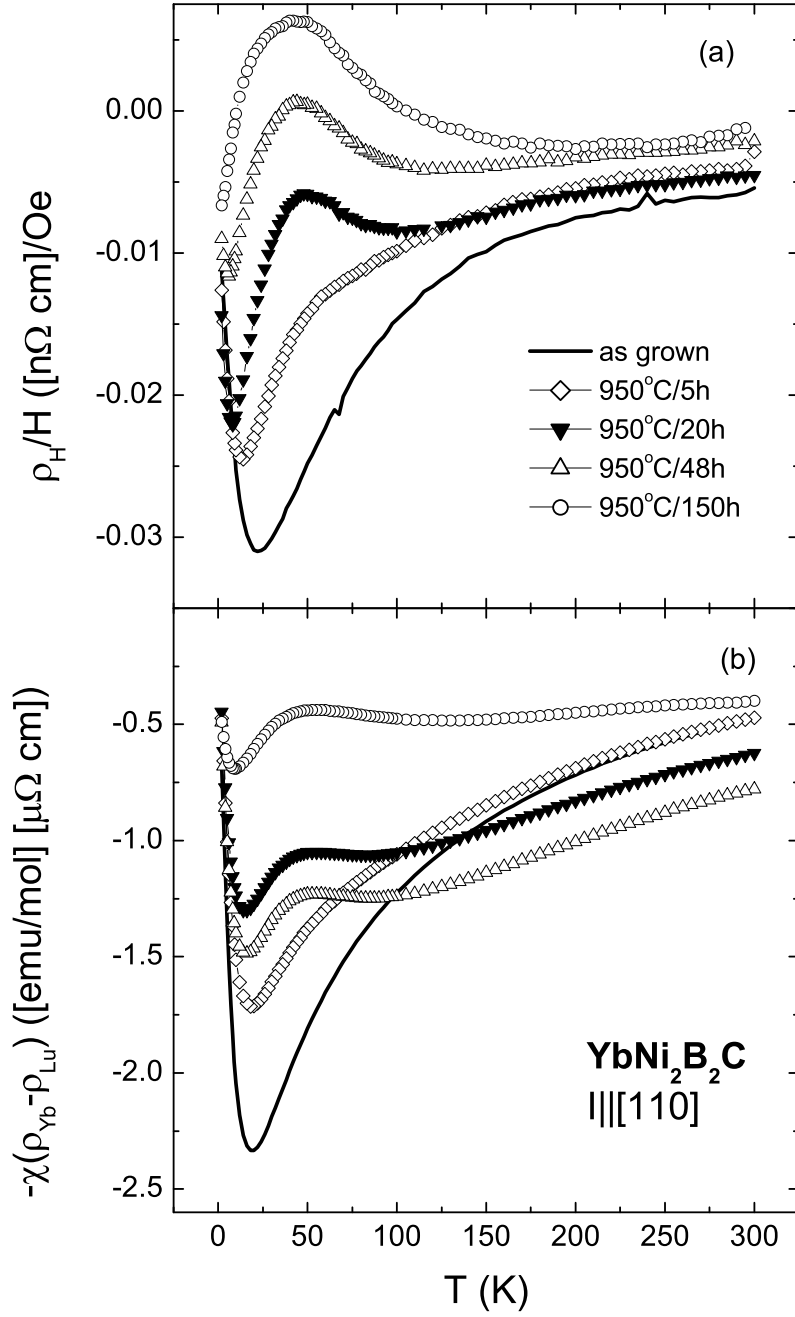 (a)
0.00
-0.01
-0.02
-0.03
ρH/H ([nΩ cm]/Oe
as grown
950°C/5h
950°C/20h
950°C/48h
950°C/150h
(b)
-0.5
-1.0
-1.5
-2.0
-2.5
-χ(ρYb-ρLu) ([emu/mol] [μΩ cm)
YbNi2B2C
I||[110]
0 50 100 150 200 250 300
T (K)